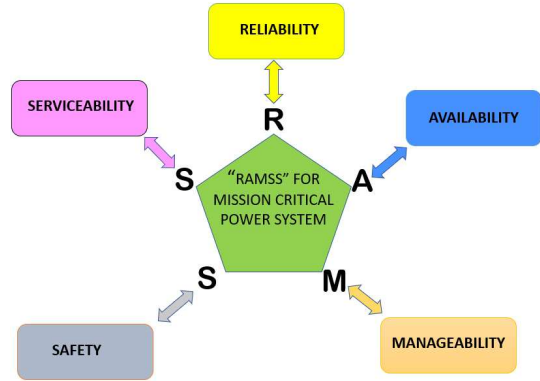 RELIABILITY
SERVICEABILITY
AVAILABILITY
R
S
A
“RAMSS” FOR
MISSION CRITICAL
POWER SYSTEM
S
M
SAFETY
MANAGEABILITY